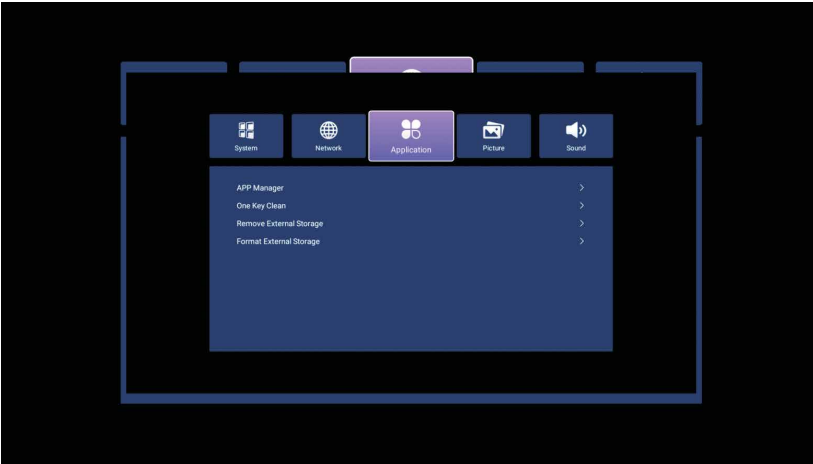 System
Network
Application
Picture
Sound
APP Manager
One Key Clean
Remove External Storage
Format External Storage